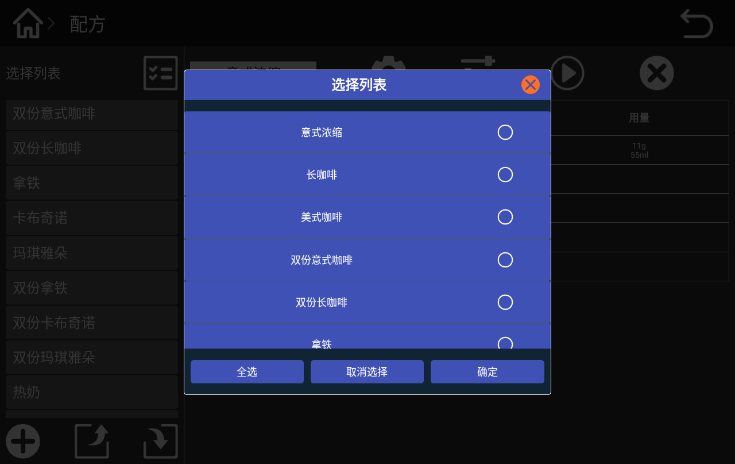 配方
选择列表
双份意式咖啡
双份长咖啡
拿铁
卡布奇诺
玛琪雅朵
双份拿铁
双份卡布奇诺
双份玛琪雅朵
热奶
选择列表
意式浓缩
长咖啡
美式咖啡
双份意式咖啡
双份长咖啡
拿铁
全选 取消选择 确定
用量
11g
55ml